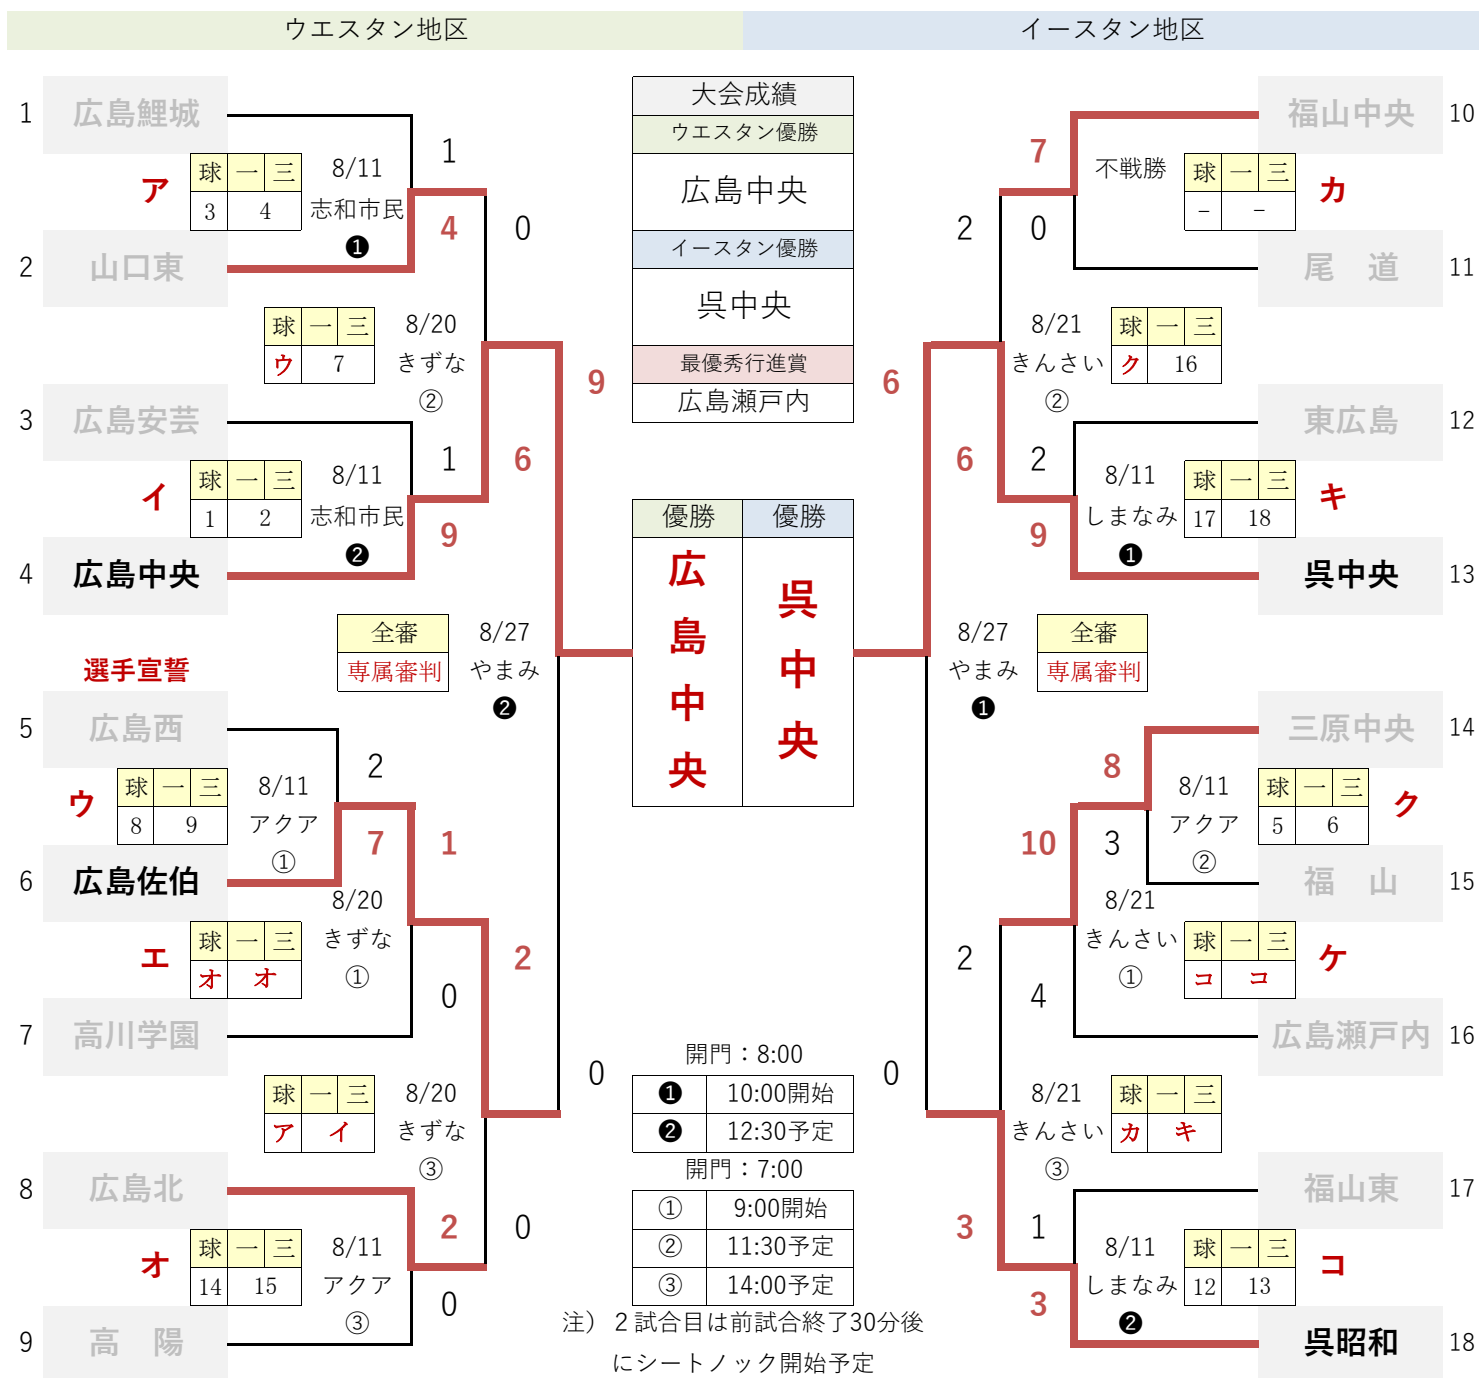 ウエスタン地区 イースタン地区
1 広島鯉城
ア 球 一 三 8/11
3 4 志和市民
❶
2 山口東
1
4
0
球 一 三 8/20
ウ 7 きずな
②
3 広島安芸
イ 球 一 三 8/11
1 2 志和市民
❷
4 広島中央
1
9
6
9
全審 8/27
専属審判 やまみ
❷
選手宣誓
5 広島西
ウ 球 一 三 8/11
8 9 アクア
①
6 広島佐伯
2
7
1
エ 球 一 三 8/20
オ オ きずな
①
7 高川学園
0
2
0
球 一 三 8/20
ア イ きずな
③
8 広島北
オ 球 一 三 8/11
14 15 アクア
③
9 高 陽
2
0
0
大会成績
ウエスタン優勝
広島中央
イースタン優勝
呉中央
最優秀行進賞
広島瀬戸内
優勝 優勝
広島中央
呉中央
開門：8:00
❶ 10:00開始
❷ 12:30予定
開門：7:00
① 9:00開始
② 11:30予定
③ 14:00予定
注）２試合目は前試合終了30分後
にシートノック開始予定
福山中央 10
7
不戦勝 球 一 三 カ
- -
2
0
尾 道 11
8/21 球 一 三
きんさい ク 16
②
6
東広島 12
6
2
8/11 球 一 三 キ
しまなみ 17 18
❶
9
呉中央 13
8/27 全審
やまみ 専属審判
❶
三原中央 14
8
8/11 球 一 三 ク
アクア 5 6
②
10
3
福 山 15
8/21
きんさい 球 一 三 ケ
① コ コ
2
4
広島瀬戸内 16
0
8/21 球 一 三
きんさい カ キ
③
福山東 17
3
1
8/11 球 一 三 コ
しまなみ 12 13
❷
3
呉昭和 18